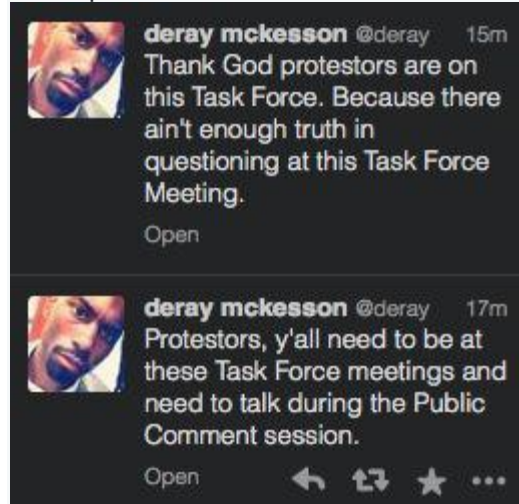 deray mckesson @deray 15m
Thank God protestors are on
this Task Force. Because there
ain't enough truth in
questioning at this Task Force
Meeting.
Open
deray mckesson @deray 17m
Protestors, y'all need to be at
these Task Force meetings and
need to talk during the Public
Comment session.
Open